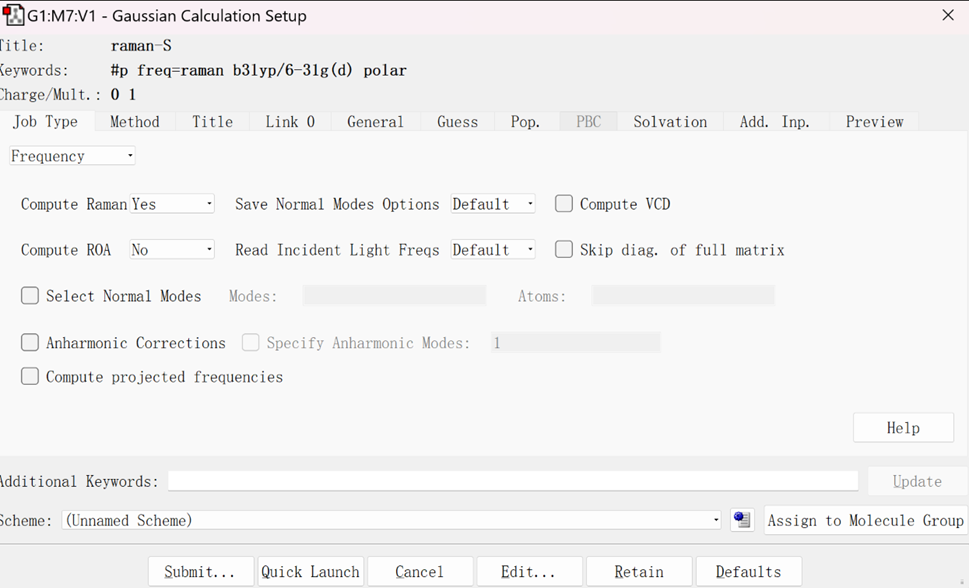 G1:M7:V1 - Gaussian Calculation Setup
Title: raman-S
Keywords: #p freq=raman b3lyp/6-31g(d) polar
Charge/Mult.: 0 1
Job Type Method Title Link 0 General Guess Pop. PBC Solvation Add. Inp. Preview
Frequency
Compute Raman Yes Save Normal Modes Options Default Compute VCD
Compute ROA No Read Incident Light Freqs Default Skip diag. of full matrix
Select Normal Modes Modes: Atoms:
Anharmonic Corrections Specify Anharmonic Modes: 1
Compute projected frequencies
Help
Additional Keywords: Update
Scheme: (Unnamed Scheme) Assign to Molecule Group
Submit... Quick Launch Cancel Edit... Retain Defaults